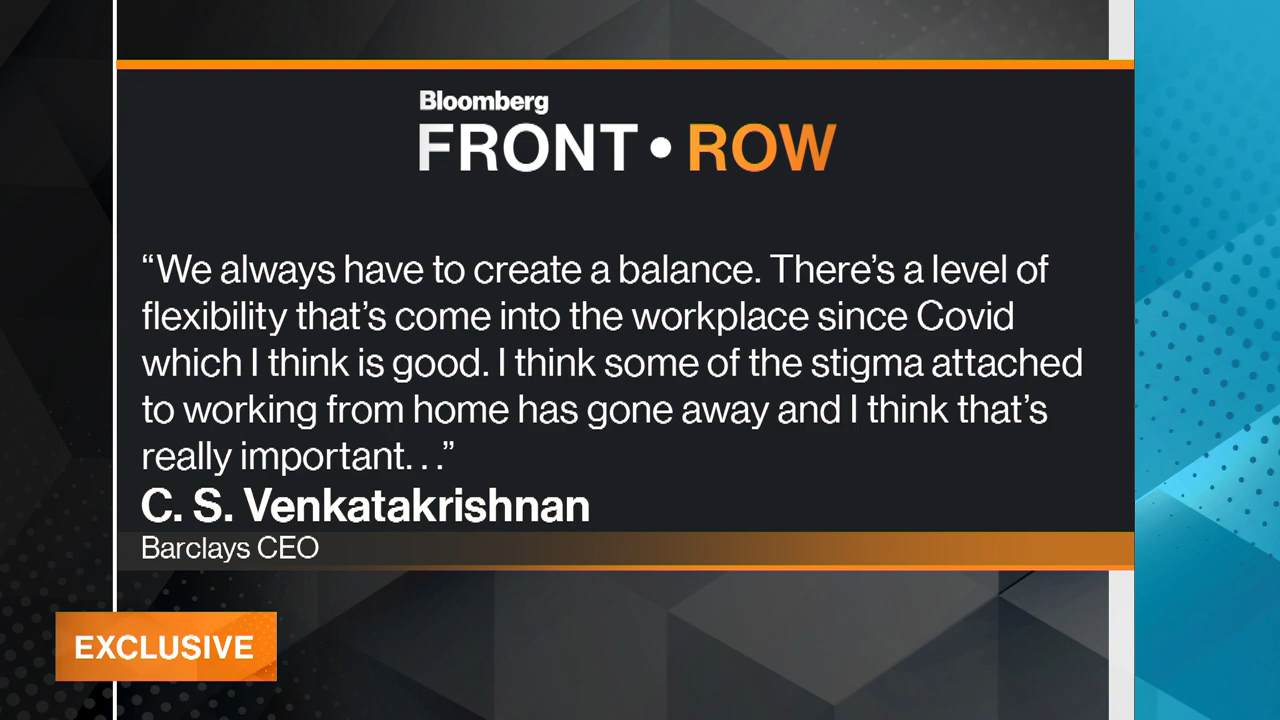 Bloomberg
FRONT • ROW
“We always have to create a balance. There’s a level of
flexibility that’s come into the workplace since Covid
which I think is good. I think some of the stigma attached
to working from home has gone away and I think that’s
really important. . .”
C. S. Venkatakrishnan
Barclays CEO
EXCLUSIVE